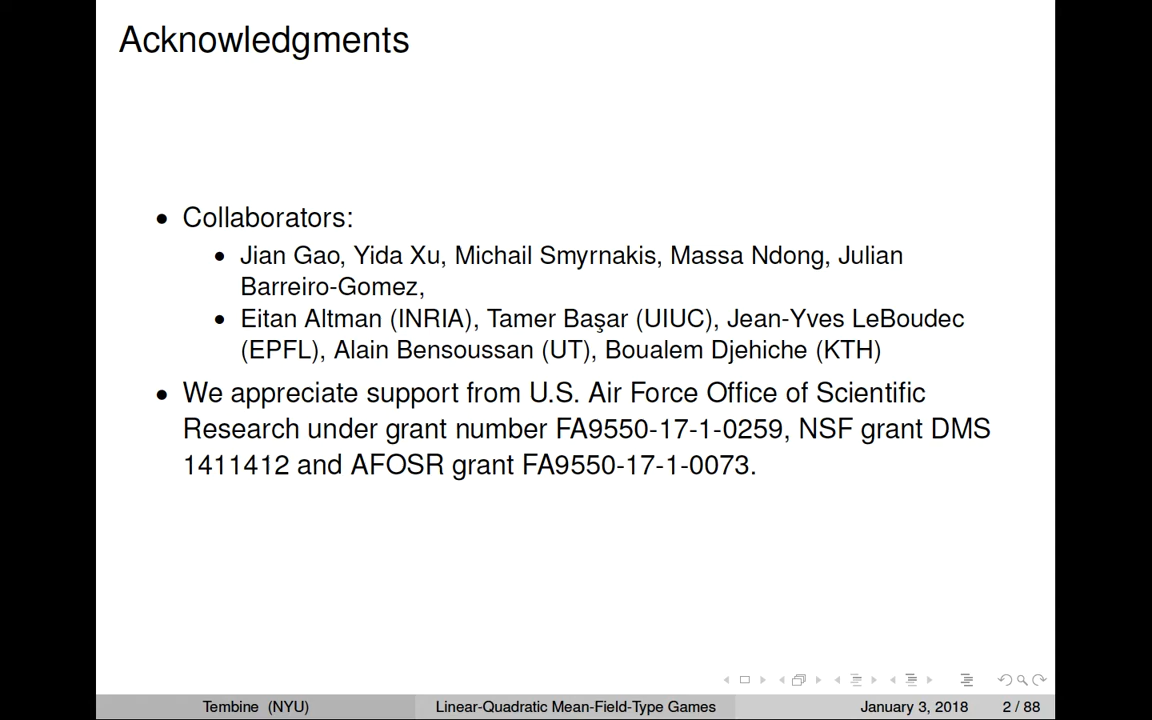 Acknowledgments
• Collaborators:
• Jian Gao, Yida Xu, Michail Smyrnakis, Massa Ndong, Julian
Barreiro-Gomez,
• Eitan Altman (INRIA), Tamer Başar (UIUC), Jean-Yves LeBoudec
(EPFL), Alain Bensoussan (UT), Boualem Djehiche (KTH)
• We appreciate support from U.S. Air Force Office of Scientific
Research under grant number FA9550-17-1-0259, NSF grant DMS
1411412 and AFOSR grant FA9550-17-1-0073.
Tembine (NYU) Linear-Quadratic Mean-Field-Type Games January 3, 2018 2 / 88